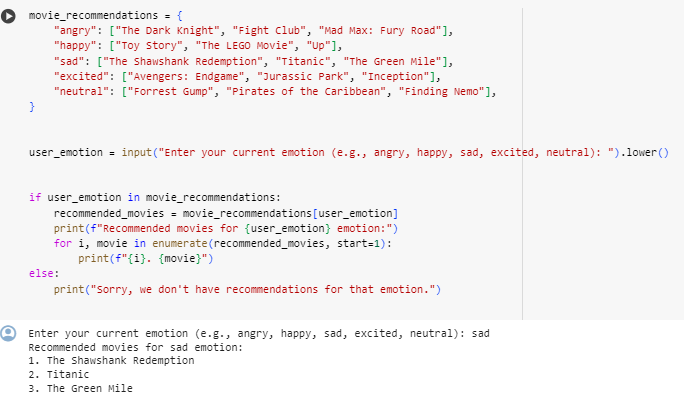 movie_recommendations = {
    "angry": ["The Dark Knight", "Fight Club", "Mad Max: Fury Road"],
    "happy": ["Toy Story", "The LEGO Movie", "Up"],
    "sad": ["The Shawshank Redemption", "Titanic", "The Green Mile"],
    "excited": ["Avengers: Endgame", "Jurassic Park", "Inception"],
    "neutral": ["Forrest Gump", "Pirates of the Caribbean", "Finding Nemo"],
}
user_emotion = input("Enter your current emotion (e.g., angry, happy, sad, excited, neutral): ").lower()
if user_emotion in movie_recommendations:
    recommended_movies = movie_recommendations[user_emotion]
    print(f"Recommended movies for {user_emotion} emotion:")
    for i, movie in enumerate(recommended_movies, start=1):
        print(f"{i}. {movie}")
else:
    print("Sorry, we don't have recommendations for that emotion.")
Enter your current emotion (e.g., angry, happy, sad, excited, neutral): sad
Recommended movies for sad emotion:
1. The Shawshank Redemption
2. Titanic
3. The Green Mile